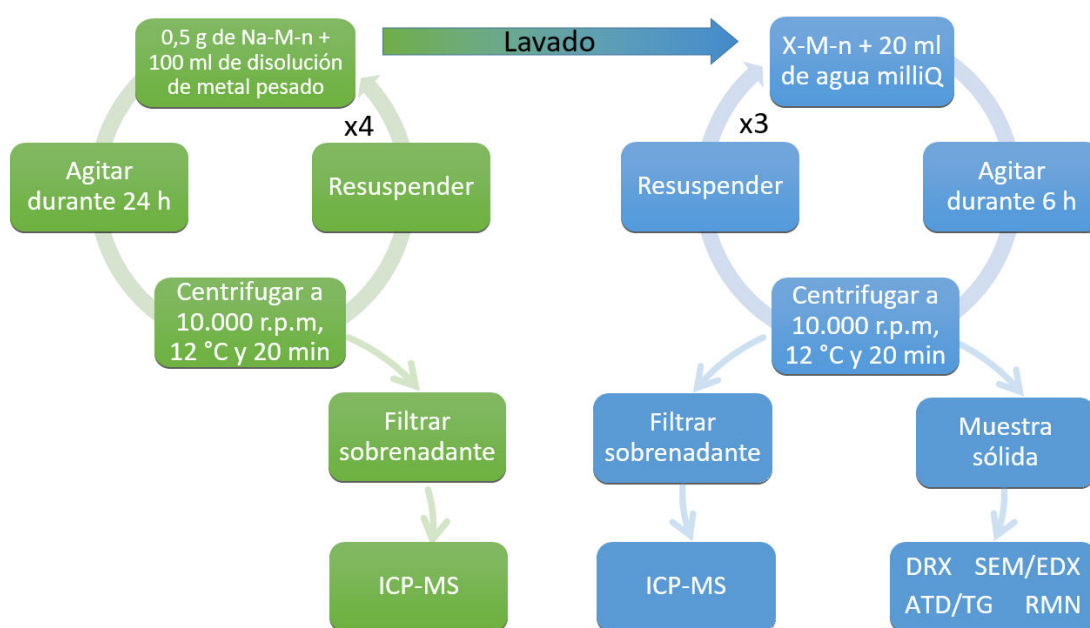 0,5 g de Na-M-n +
100 ml de disolución
de metal pesado
Lavado
X-M-n + 20 ml
de agua milliQ
x4
x3
Agitar
durante 24 h
Resuspender
Resuspender
Agitar
durante 6 h
Centrifugar a
10.000 r.p.m,
12 °C y 20 min
Centrifugar a
10.000 r.p.m,
12 °C y 20 min
Filtrar
sobrenadante
Filtrar
sobrenadante
Muestra
sólida
ICP-MS
ICP-MS
DRX SEM/EDX
ATD/TG RMN